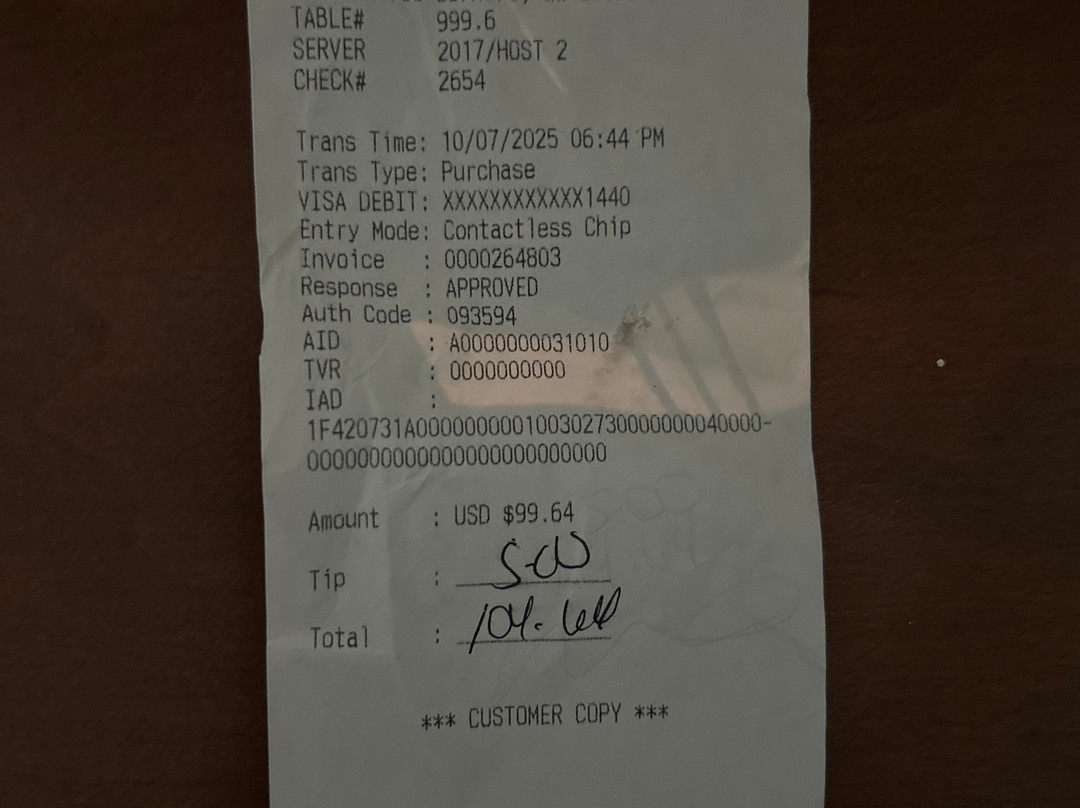 TABLE# 999.6
SERVER 2017/HOST 2
CHECK# 2654
Trans Time: 10/07/2025 06:44 PM
Trans Type: Purchase
VISA DEBIT: XXXXXXXXXXXX1440
Entry Mode: Contactless Chip
Invoice : 0000264803
Response : APPROVED
Auth Code : 093594
AID : A0000000031010
TVR : 0000000000
IAD :
1F420731A0000000001003027300000000040000-
00000000000000000000000000
Amount : USD $99.64
Tip : 5.00
Total : 104.64
*** CUSTOMER COPY ***